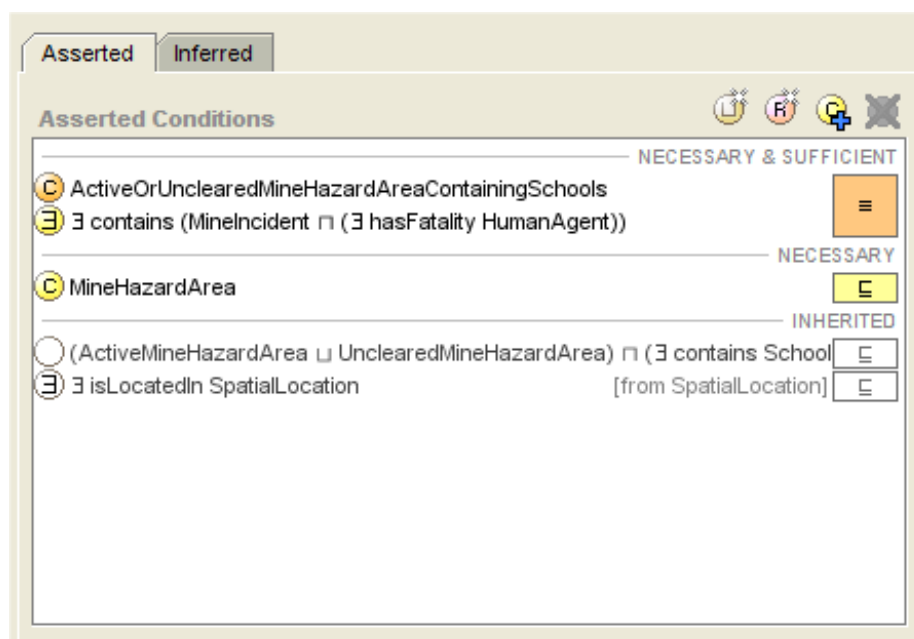 Asserted Inferred
Asserted Conditions
NECESSARY & SUFFICIENT
C ActiveOrUnclearedMineHazardAreaContainingSchools
∃ ∃ contains (MineIncident ⊓ (∃ hasFatality HumanAgent)) ≡
NECESSARY
C MineHazardArea ⊑
INHERITED
(ActiveMineHazardArea ⊔ UnclearedMineHazardArea) ⊓ (∃ contains School ⊑
∃ ∃ isLocatedIn SpatialLocation [from SpatialLocation] ⊑